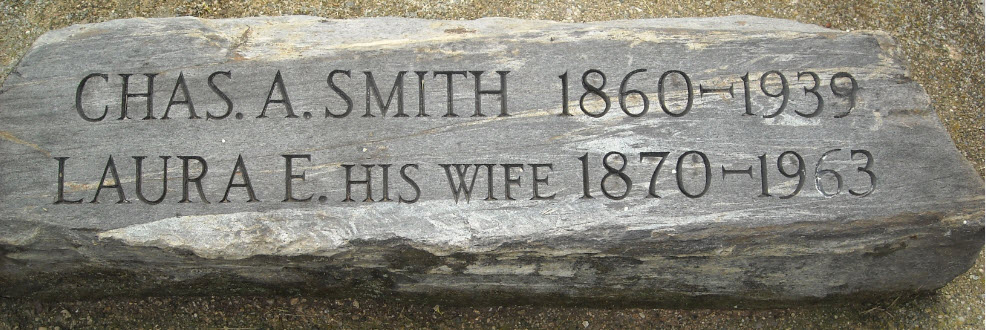 CHAS. A. SMITH 1860-1939
LAURA E. HIS WIFE 1870-1963